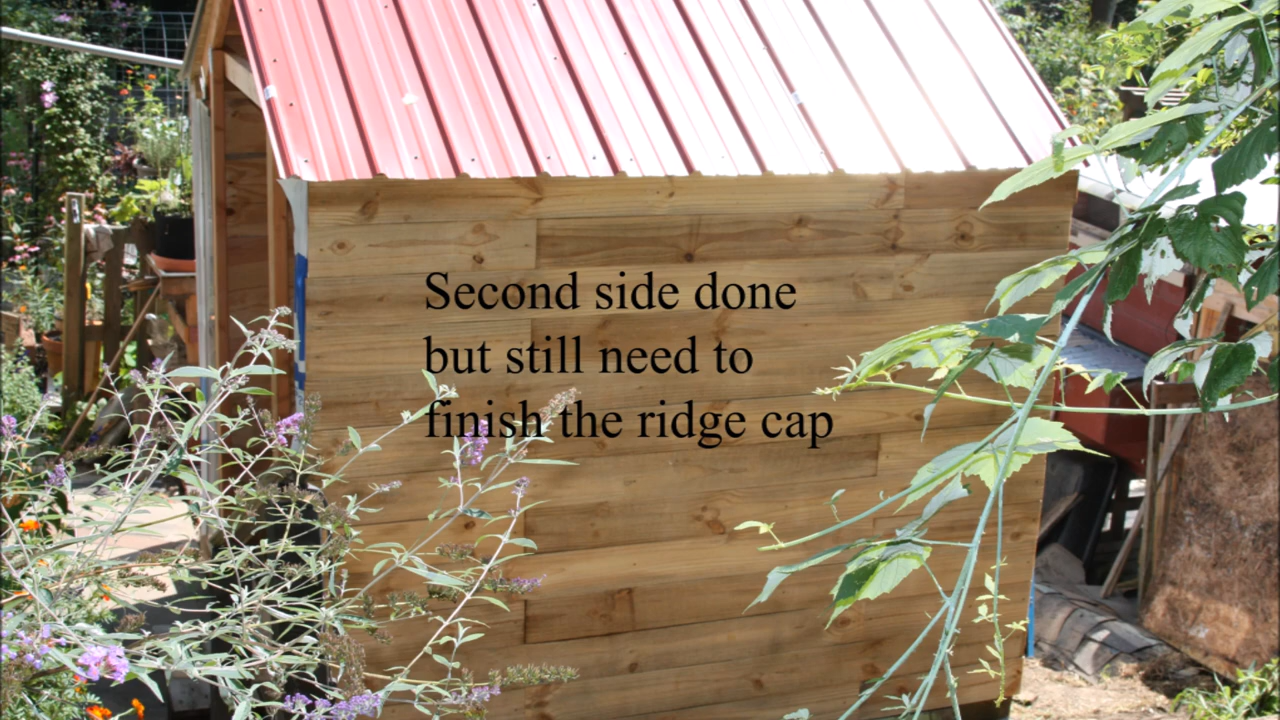 Second side done
but still need to
finish the ridge cap